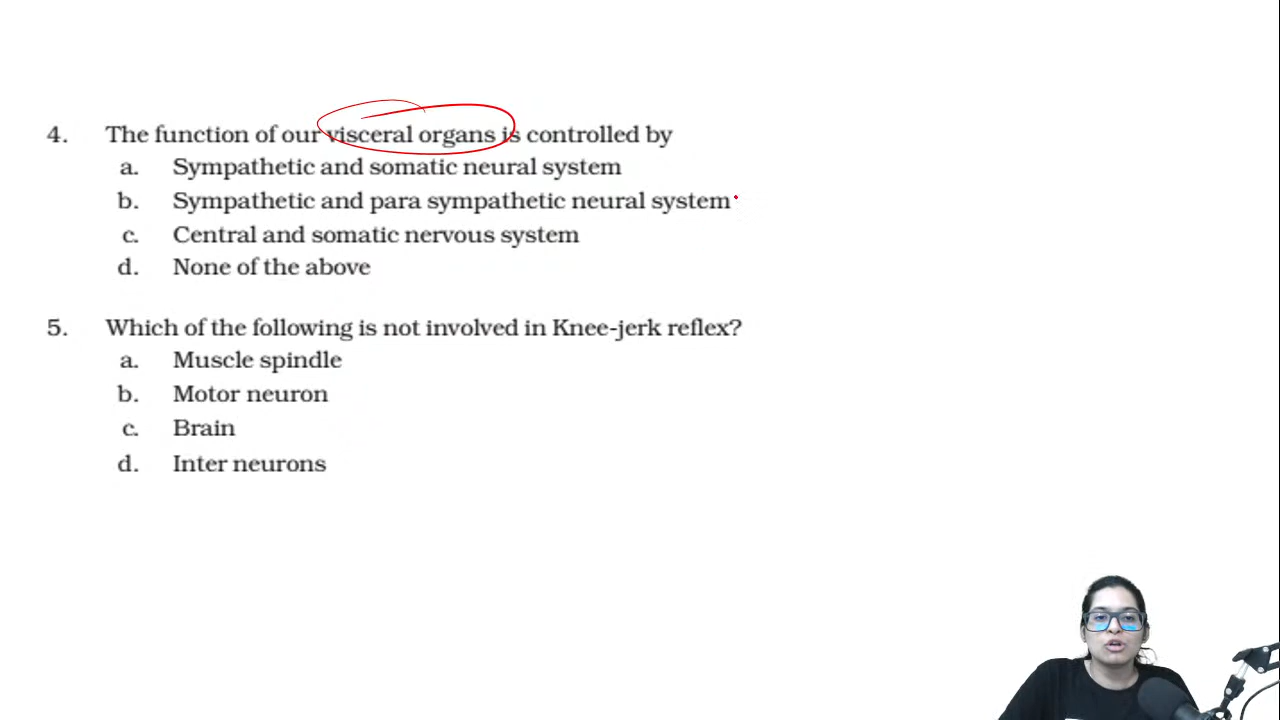 4. The function of our visceral organs is controlled by
a. Sympathetic and somatic neural system
b. Sympathetic and para sympathetic neural system
c. Central and somatic nervous system
d. None of the above
5. Which of the following is not involved in Knee-jerk reflex?
a. Muscle spindle
b. Motor neuron
c. Brain
d. Inter neurons